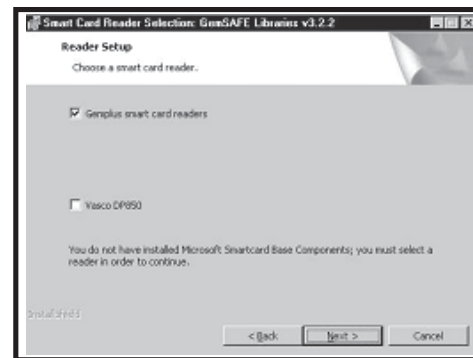 Smart Card Reader Selection: GemSAFE Libraries v3.2.2
Reader Setup
Choose a smart card reader.
Gemplus smart card readers
Vasco DP850
You do not have installed Microsoft Smartcard Base Components; you must select a
reader in order to continue.
InstallShield
< Back
Next >
Cancel